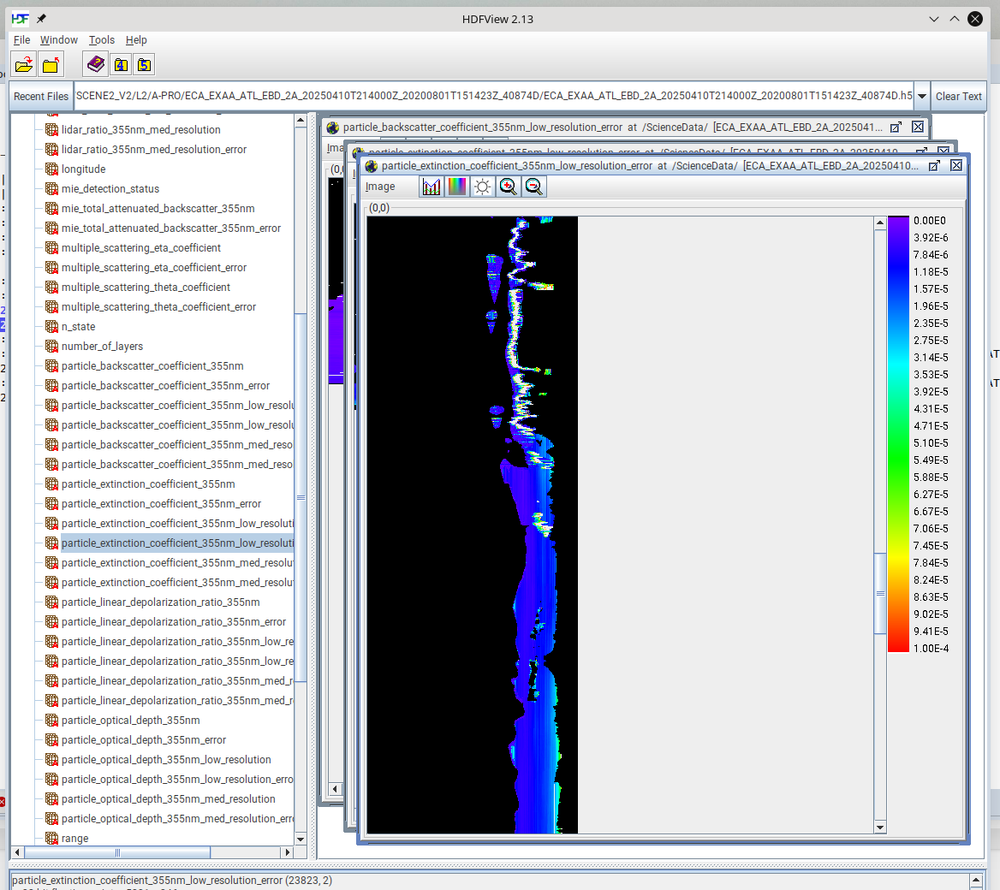 HDF
HDFView 2.13
File Window Tools Help
4 5
Recent Files
SCENE2_V2/L2/A-PRO/ECA_EXAA_ATL_EBD_2A_20250410T214000Z_20200801T151423Z_40874D/ECA_EXAA_ATL_EBD_2A_20250410T214000Z_20200801T151423Z_40874D.h5
Clear Text
lidar_ratio_355nm_med_resolution
lidar_ratio_355nm_med_resolution_error
longitude
mie_detection_status
mie_total_attenuated_backscatter_355nm
mie_total_attenuated_backscatter_355nm_error
multiple_scattering_eta_coefficient
multiple_scattering_eta_coefficient_error
multiple_scattering_theta_coefficient
multiple_scattering_theta_coefficient_error
n_state
number_of_layers
particle_backscatter_coefficient_355nm
particle_backscatter_coefficient_355nm_error
particle_backscatter_coefficient_355nm_low_resolu
particle_backscatter_coefficient_355nm_low_resolu
particle_backscatter_coefficient_355nm_med_reso
particle_backscatter_coefficient_355nm_med_reso
particle_extinction_coefficient_355nm
particle_extinction_coefficient_355nm_error
particle_extinction_coefficient_355nm_low_resoluti
particle_extinction_coefficient_355nm_low_resoluti
particle_extinction_coefficient_355nm_med_resolu
particle_extinction_coefficient_355nm_med_resolu
particle_linear_depolarization_ratio_355nm
particle_linear_depolarization_ratio_355nm_error
particle_linear_depolarization_ratio_355nm_low_re
particle_linear_depolarization_ratio_355nm_low_re
particle_linear_depolarization_ratio_355nm_med_r
particle_linear_depolarization_ratio_355nm_med_r
particle_optical_depth_355nm
particle_optical_depth_355nm_error
particle_optical_depth_355nm_low_resolution
particle_optical_depth_355nm_low_resolution_erro
particle_optical_depth_355nm_med_resolution
particle_optical_depth_355nm_med_resolution_erro
range
particle_backscatter_coefficient_355nm_low_resolution_error at /ScienceData/ [ECA_EXAA_ATL_EBD_2A_2025041...
Ima
(0,0
particle_extinction_coefficient_355nm_low_resolution_error at /ScienceData/ [ECA_EXAA_ATL_EBD_2A_20250410...
Image
(0,0)
0.00E0
3.92E-6
7.84E-6
1.18E-5
1.57E-5
1.96E-5
2.35E-5
2.75E-5
3.14E-5
3.53E-5
3.92E-5
4.31E-5
4.71E-5
5.10E-5
5.49E-5
5.88E-5
6.27E-5
6.67E-5
7.06E-5
7.45E-5
7.84E-5
8.24E-5
8.63E-5
9.02E-5
9.41E-5
1.00E-4
particle_extinction_coefficient_355nm_low_resolution_error (23823, 2)